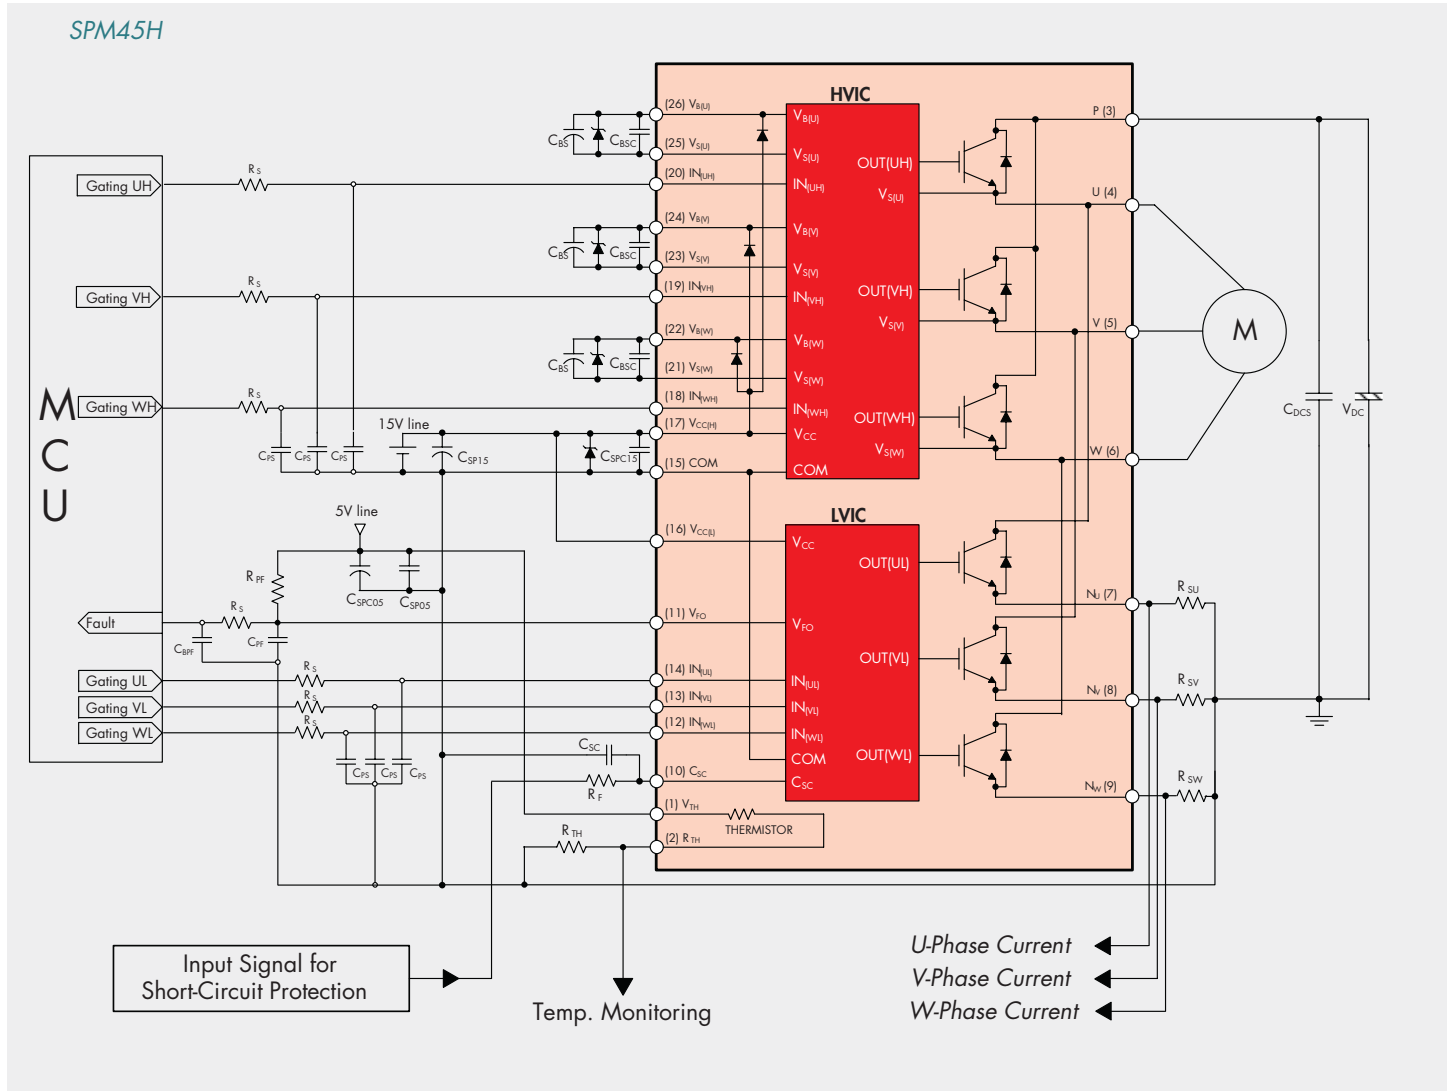 SPM45H
HVIC
(26) VB(U)
CBS
CBSC
(25) VS(U)
(20) IN(UH)
(24) VB(V)
CBS
CBSC
(23) VS(V)
(19) IN(VH)
(22) VB(W)
CBS
CBSC
(21) VS(W)
(18) IN(WH)
(17) VCC(H)
(15) COM
VB(U)
VS(U)
IN(UH)
VB(V)
VS(V)
IN(VH)
VB(W)
VS(W)
IN(WH)
VCC
COM
OUT(UH)
VS(U)
OUT(VH)
VS(V)
OUT(WH)
VS(W)
P (3)
U (4)
V (5)
W (6)
M
CDCS
VDC
MCU
Gating UH
RS
Gating VH
RS
Gating WH
RS
CPS
CPS
CPS
15V line
CSP15
CSPC15
5V line
RPF
CSPC05
CSP05
Fault
RS
CBPF
CPF
Gating UL
RS
Gating VL
RS
Gating WL
RS
CPS
CPS
CPS
CSC
RF
RTH
LVIC
(16) VCC(L)
(11) VFO
(14) IN(UL)
(13) IN(VL)
(12) IN(WL)
(10) CSC
(1) VTH
(2) RTH
THERMISTOR
VCC
VFO
IN(UL)
IN(VL)
IN(WL)
COM
CSC
OUT(UL)
OUT(VL)
OUT(WL)
NU (7)
NV (8)
NW (9)
RSU
RSV
RSW
Input Signal for
Short-Circuit Protection
Temp. Monitoring
U-Phase Current
V-Phase Current
W-Phase Current